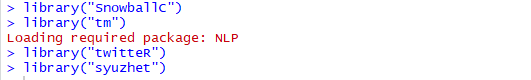 > library("SnowballC")
> library("tm")
Loading required package: NLP
> library("twitteR")
> library("syuzhet")